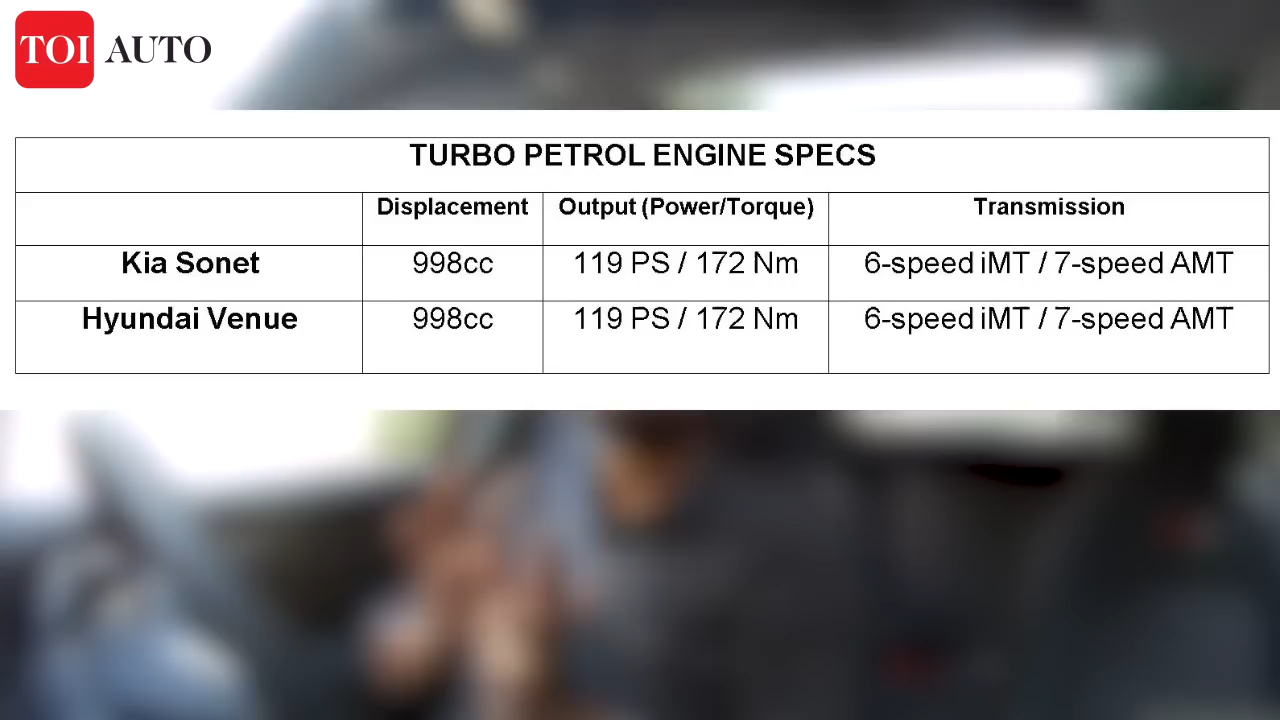 TOI AUTO
TURBO PETROL ENGINE SPECS
Displacement Output (Power/Torque) Transmission
Kia Sonet 998cc 119 PS / 172 Nm 6-speed iMT / 7-speed AMT
Hyundai Venue 998cc 119 PS / 172 Nm 6-speed iMT / 7-speed AMT